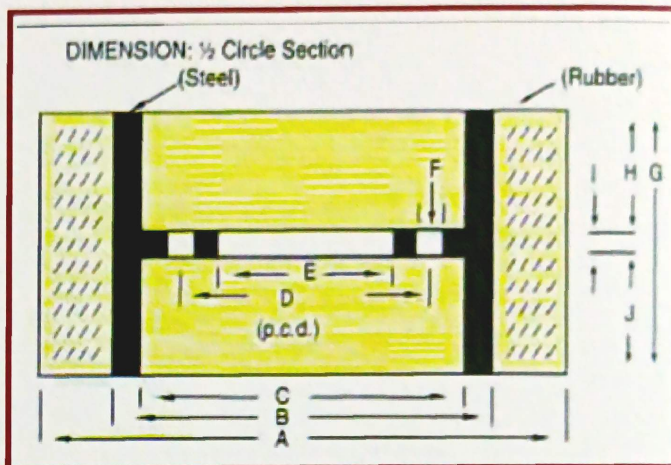 DIMENSION: ½ Circle Section
(Steel)
(Rubber)
F
I
H
G
E
D
(p.c.d.)
J
C
B
A